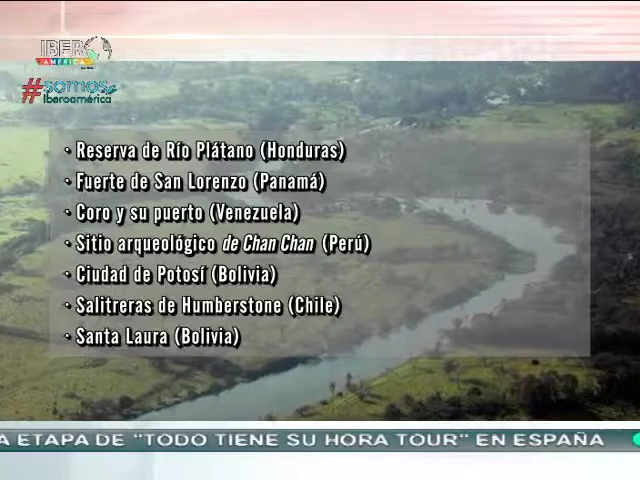 IBERO
AMÉRICA
#somos
Iberoamérica
· Reserva de Río Plátano (Honduras)
· Fuerte de San Lorenzo (Panamá)
· Coro y su puerto (Venezuela)
· Sitio arqueológico de Chan Chan (Perú)
· Ciudad de Potosí (Bolivia)
· Salitreras de Humberstone (Chile)
· Santa Laura (Bolivia)
A ETAPA DE "TODO TIENE SU HORA TOUR" EN ESPAÑA